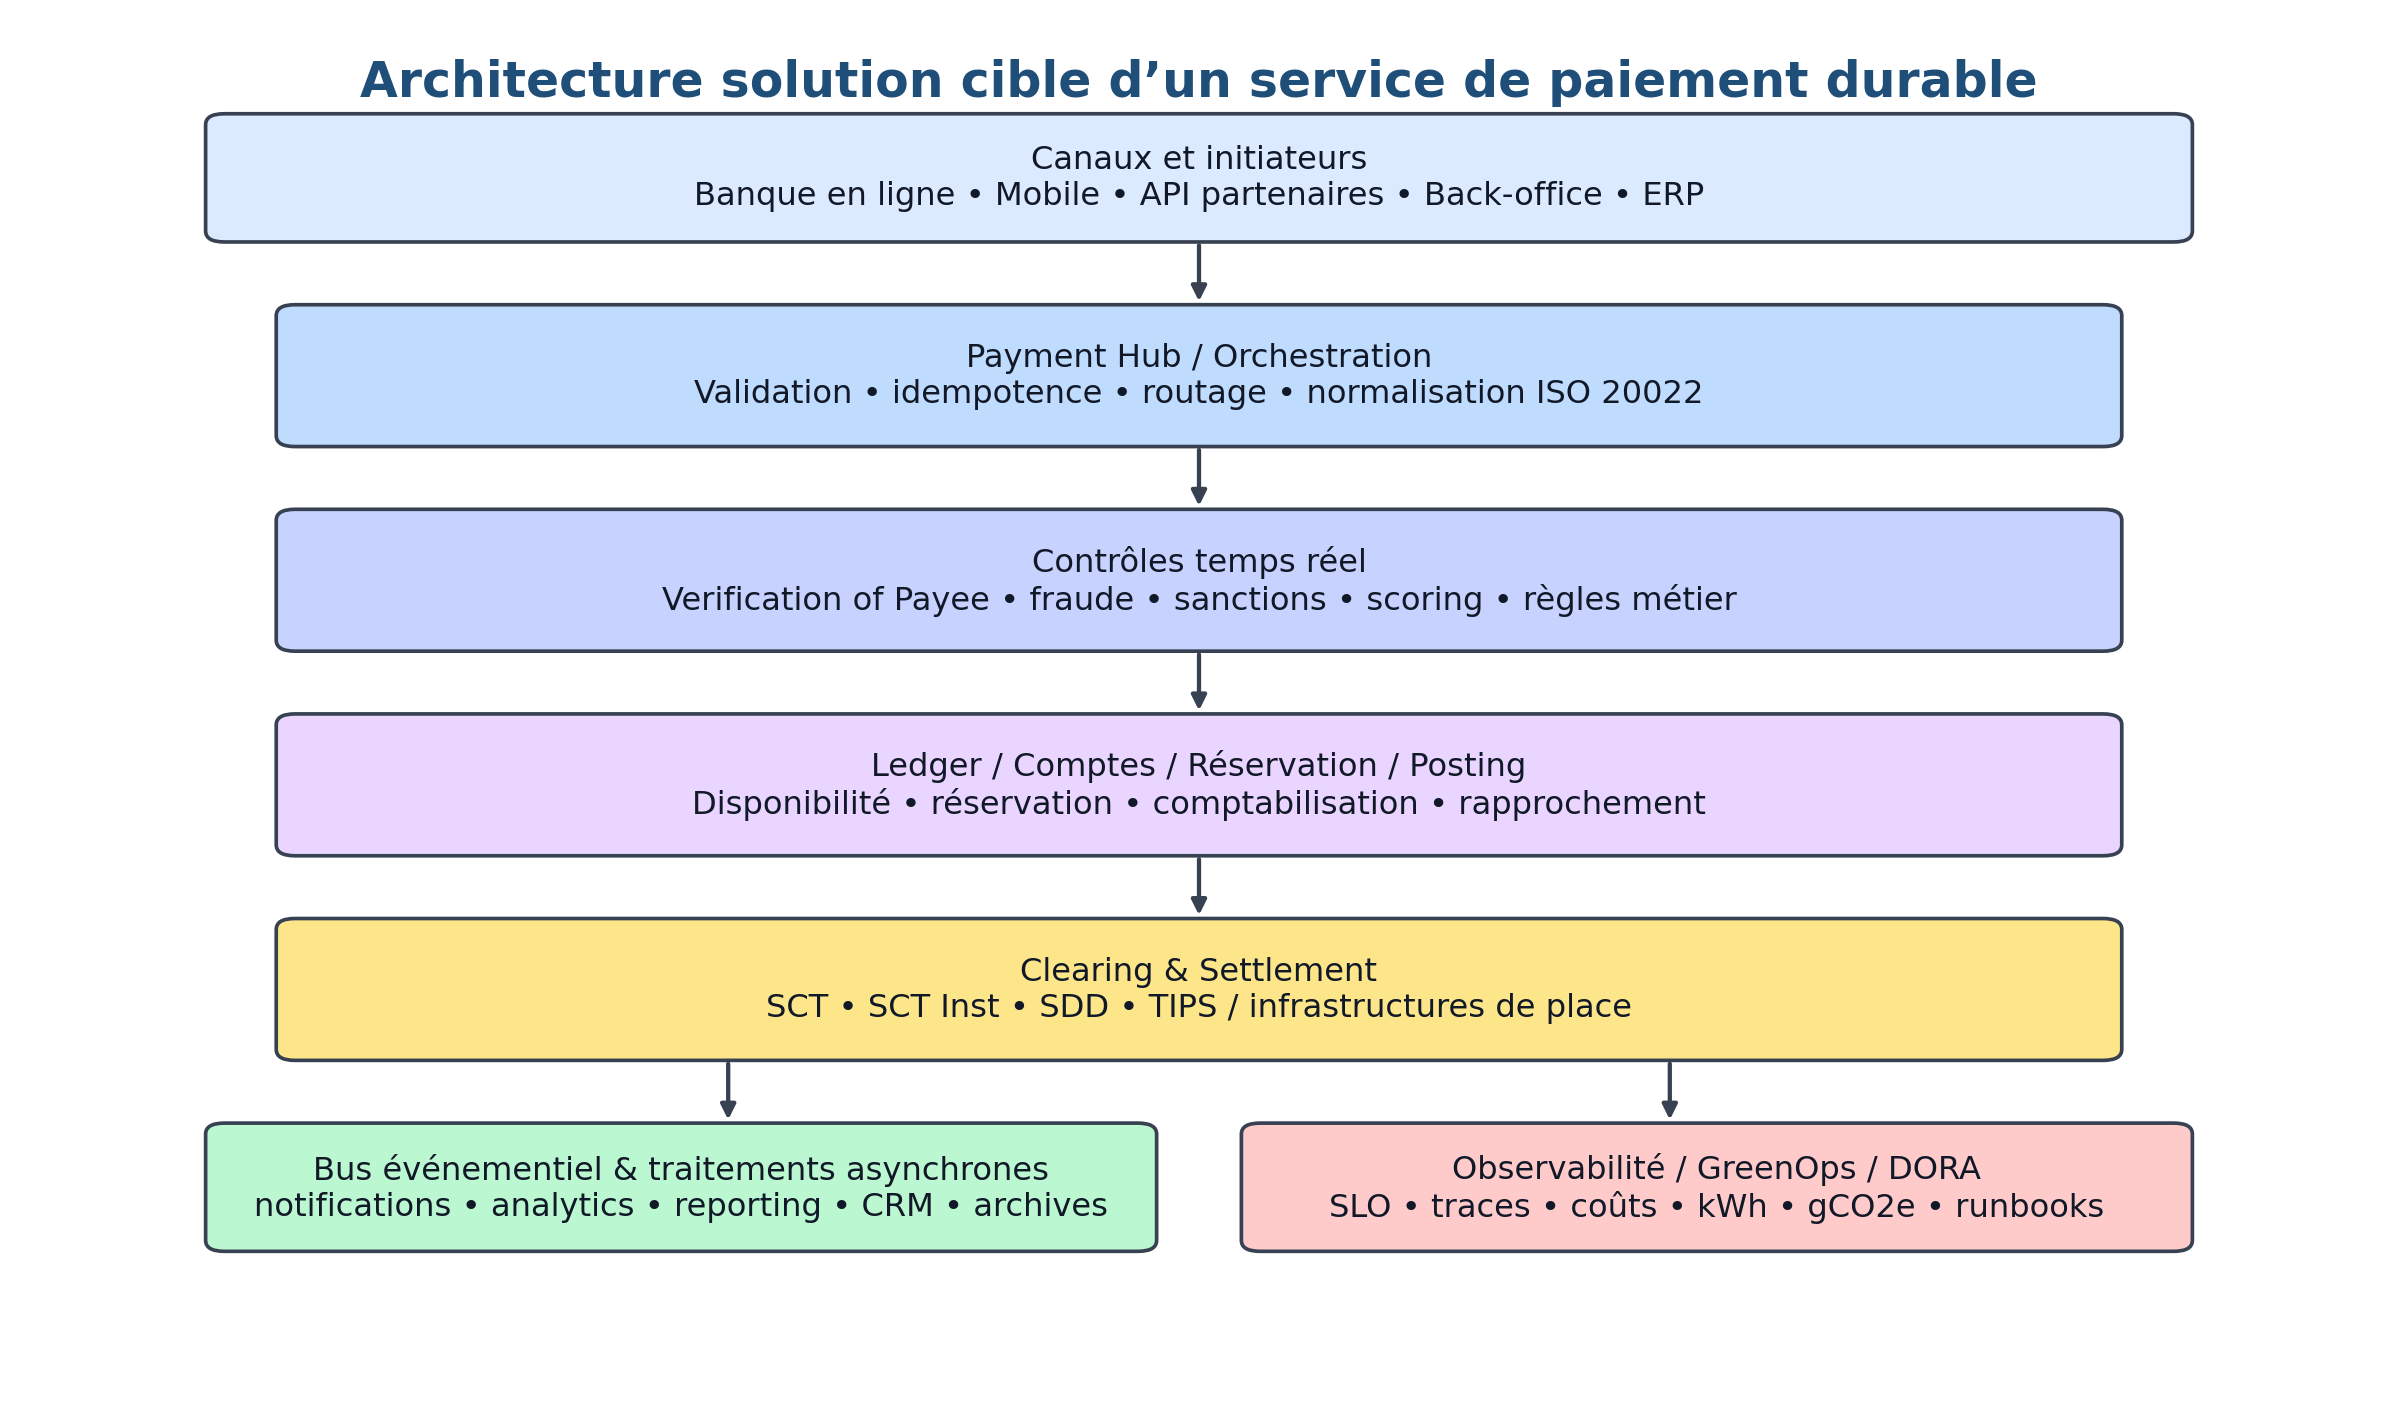 Architecture solution cible d’un service de paiement durable
Canaux et initiateurs
Banque en ligne • Mobile • API partenaires • Back-office • ERP
Payment Hub / Orchestration
Validation • idempotence • routage • normalisation ISO 20022
Contrôles temps réel
Verification of Payee • fraude • sanctions • scoring • règles métier
Ledger / Comptes / Réservation / Posting
Disponibilité • réservation • comptabilisation • rapprochement
Clearing & Settlement
SCT • SCT Inst • SDD • TIPS / infrastructures de place
Bus événementiel & traitements asynchrones
notifications • analytics • reporting • CRM • archives
Observabilité / GreenOps / DORA
SLO • traces • coûts • kWh • gCO2e • runbooks